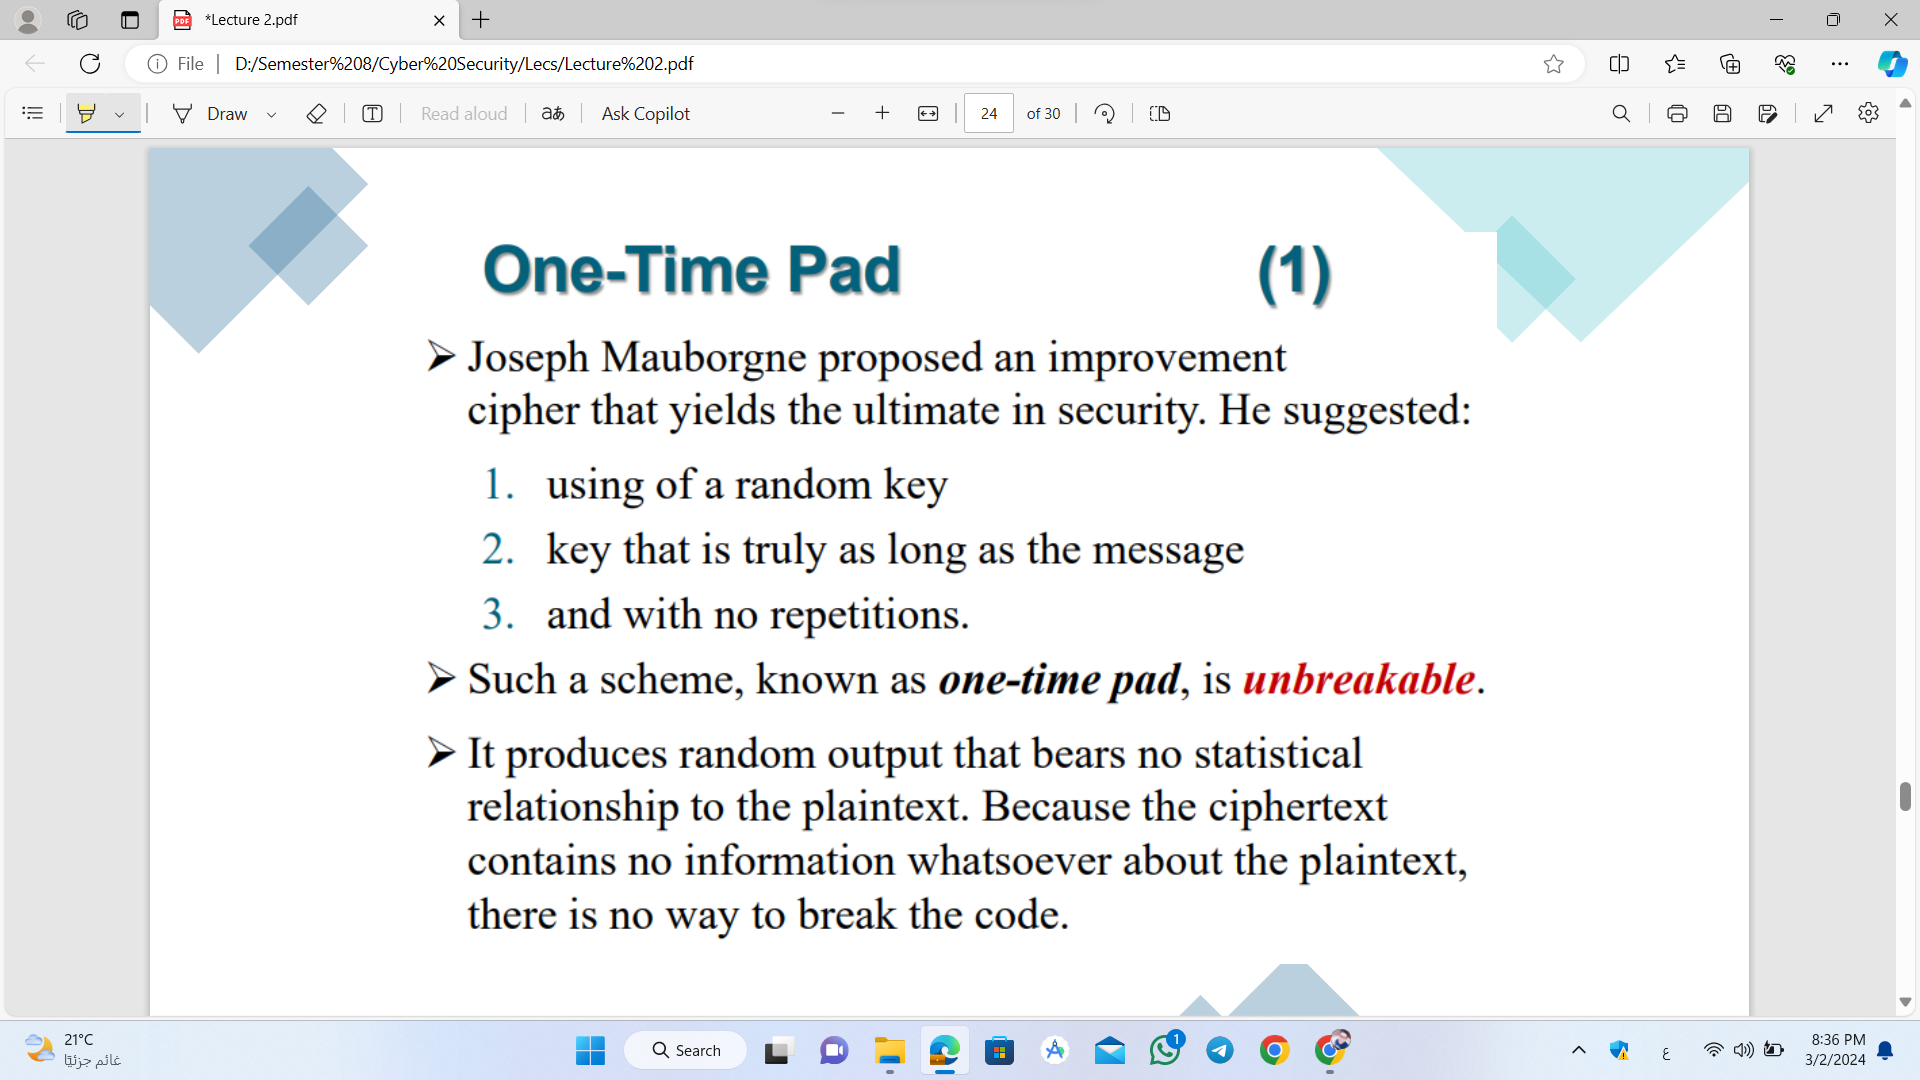 *Lecture 2.pdf
File
D:/Semester%208/Cyber%20Security/Lecs/Lecture%202.pdf
Draw
Read aloud
aあ
Ask Copilot
24
of 30
One-Time Pad (1)
➢ Joseph Mauborgne proposed an improvement
cipher that yields the ultimate in security. He suggested:
1. using of a random key
2. key that is truly as long as the message
3. and with no repetitions.
➢ Such a scheme, known as one-time pad, is unbreakable.
➢ It produces random output that bears no statistical
relationship to the plaintext. Because the ciphertext
contains no information whatsoever about the plaintext,
there is no way to break the code.
21°C
غائم جزئيًا
Search
1
ع
8:36 PM
3/2/2024